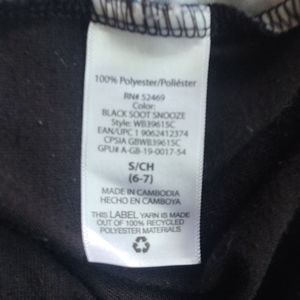 100% Polyester/Poliéster
RN# 52469
Color:
BLACK SOOT SNOOZE
Style: WB39615C
EAN/UPC 1 9062412374
CPSIA GBWB39615C
GPU# A-GB-19-0017-54
S/CH
(6-7)
MADE IN CAMBODIA
HECHO EN CAMBOYA
THIS LABEL YARN IS MADE
OUT OF 100% RECYCLED
POLYESTER MATERIALS